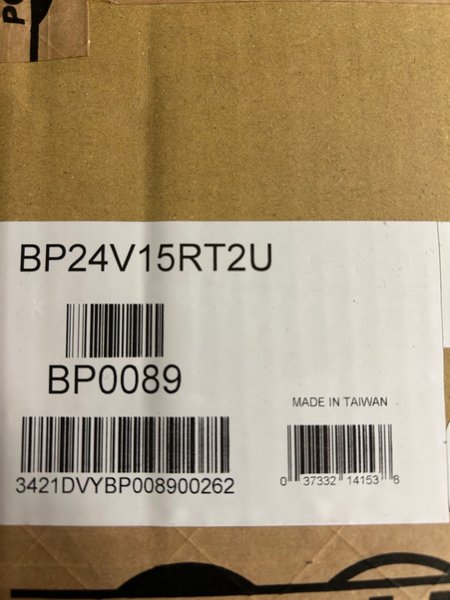 BP24V15RT2U
BP0089
MADE IN TAIWAN
3421DVYBP008900262
0 37332 14153 8